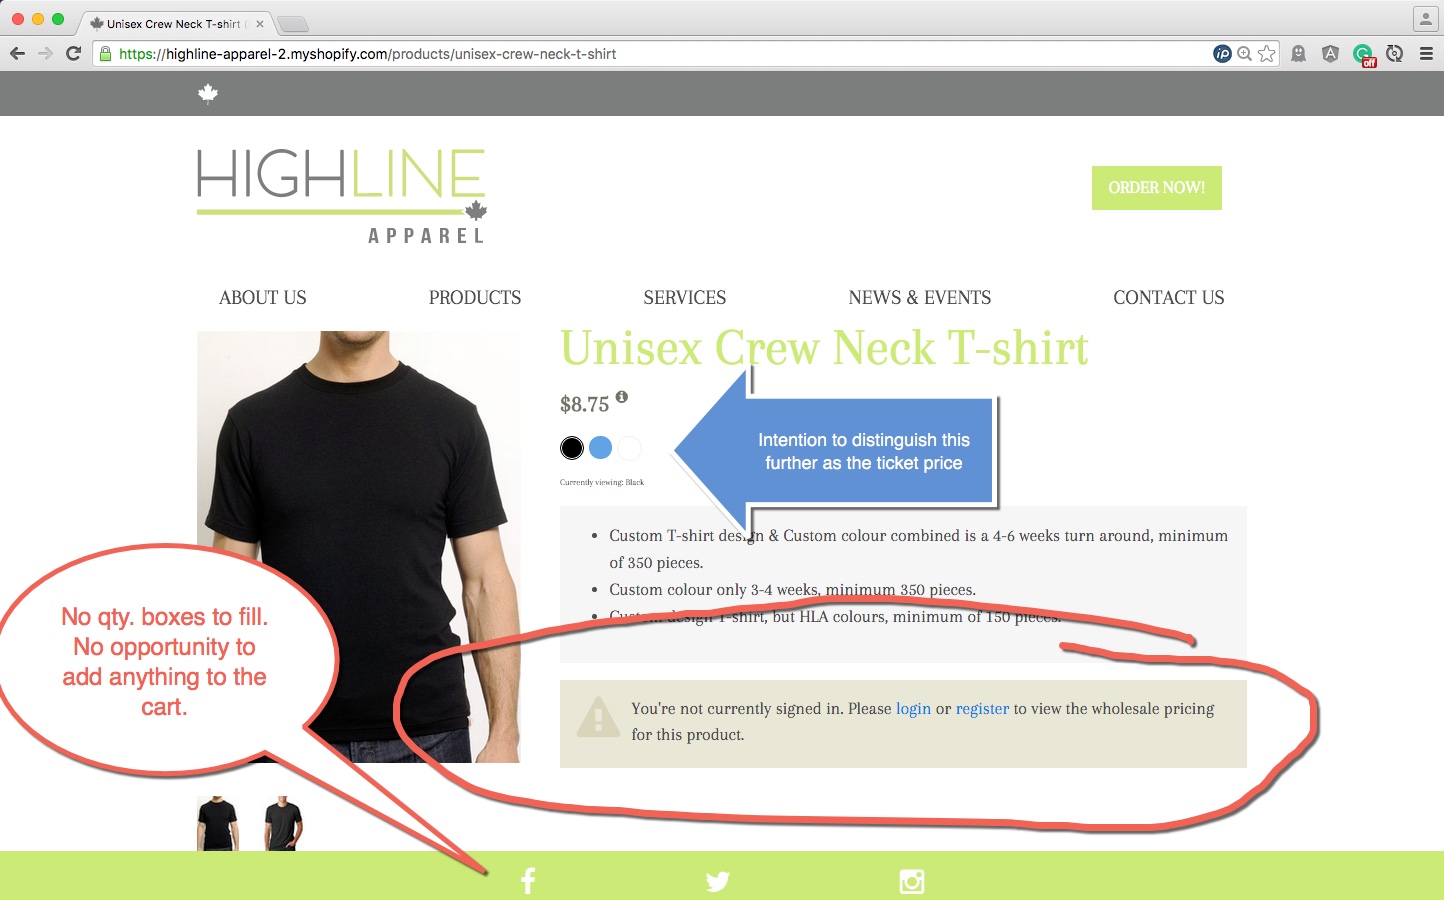 Unisex Crew Neck T-shirt (
https://highline-apparel-2.myshopify.com/products/unisex-crew-neck-t-shirt
off
HIGHLINE
APPAREL
ORDER NOW!
ABOUT US
PRODUCTS
SERVICES
NEWS & EVENTS
CONTACT US
Unisex Crew Neck T-shirt
$8.75
Intention to distinguish this
further as the ticket price
Currently viewing: Black
• Custom T-shirt design & Custom colour combined is a 4-6 weeks turn around, minimum
of 350 pieces.
• Custom colour only 3-4 weeks, minimum 350 pieces.
• Custom design T-shirt, but HLA colours, minimum of 150 pieces.
No qty. boxes to fill.
No opportunity to
add anything to the
cart.
You're not currently signed in. Please login or register to view the wholesale pricing
for this product.